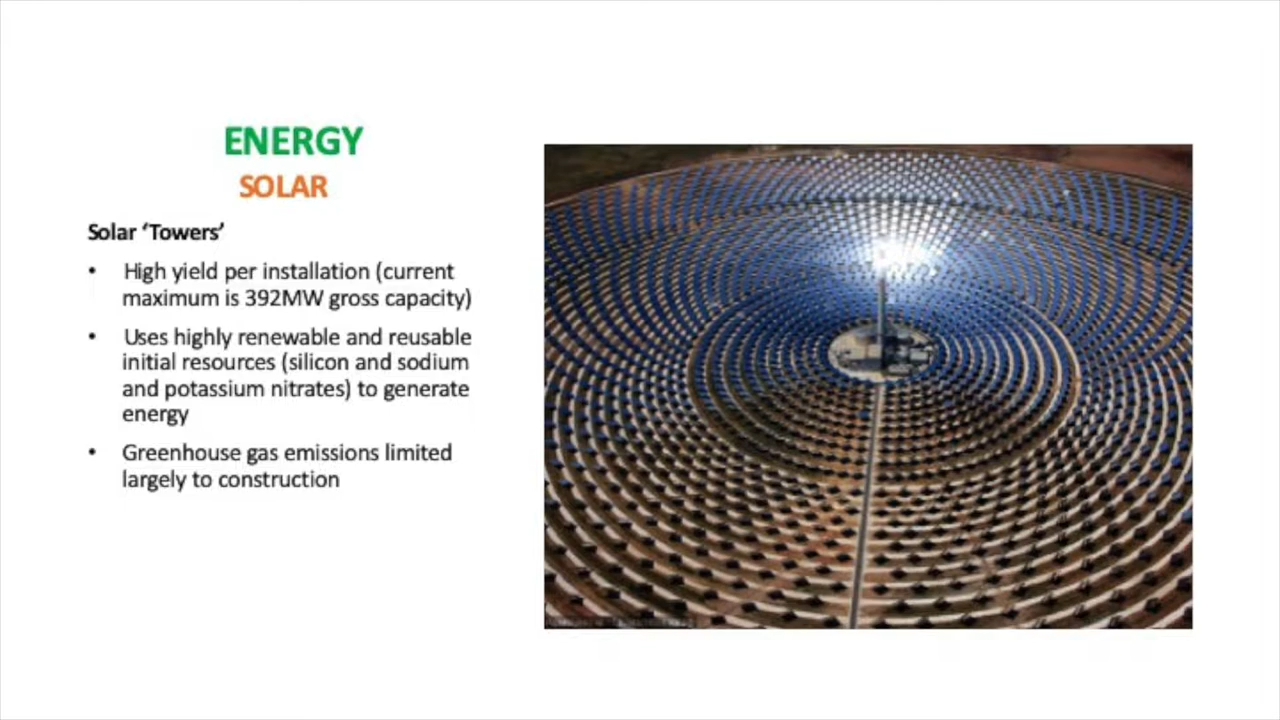 ENERGY
SOLAR
Solar ‘Towers’
• High yield per installation (current
maximum is 392MW gross capacity)
• Uses highly renewable and reusable
initial resources (silicon and sodium
and potassium nitrates) to generate
energy
• Greenhouse gas emissions limited
largely to construction